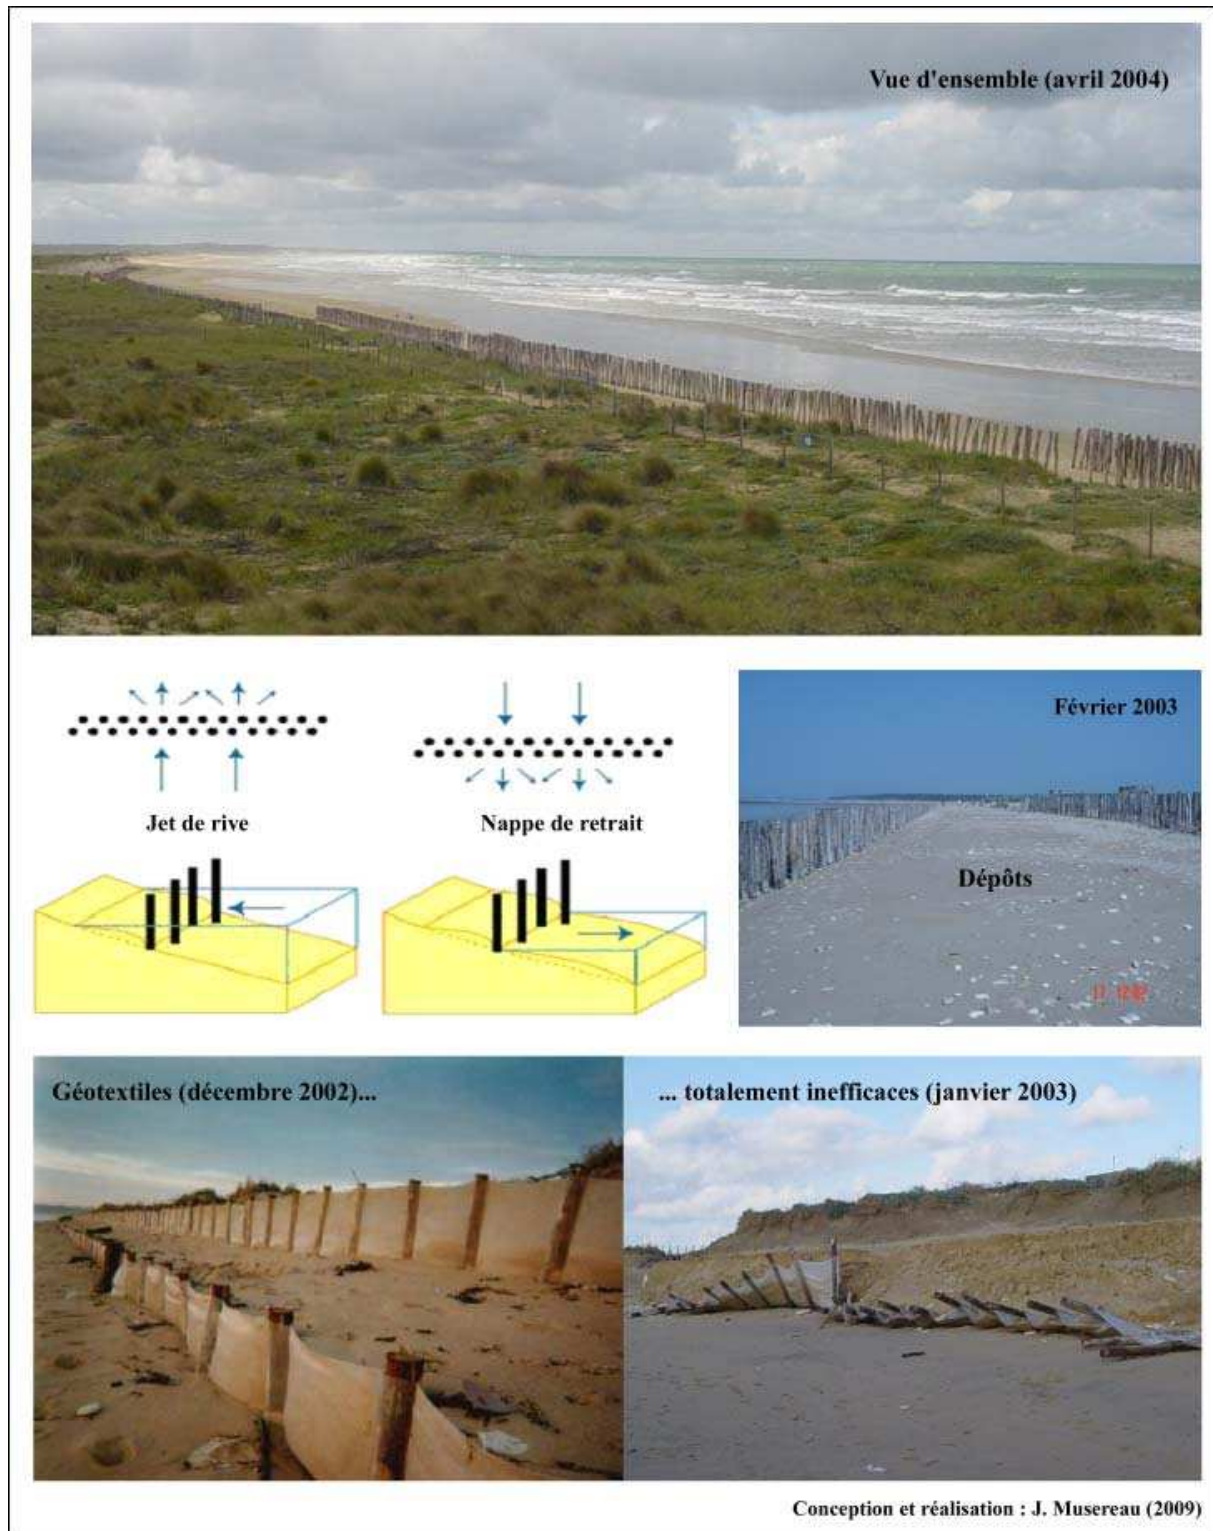 Vue d'ensemble (avril 2004)
Jet de rive
Nappe de retrait
Février 2003
Dépôts
Géotextiles (décembre 2002)...
... totalement inefficaces (janvier 2003)
Conception et réalisation : J. Musereau (2009)